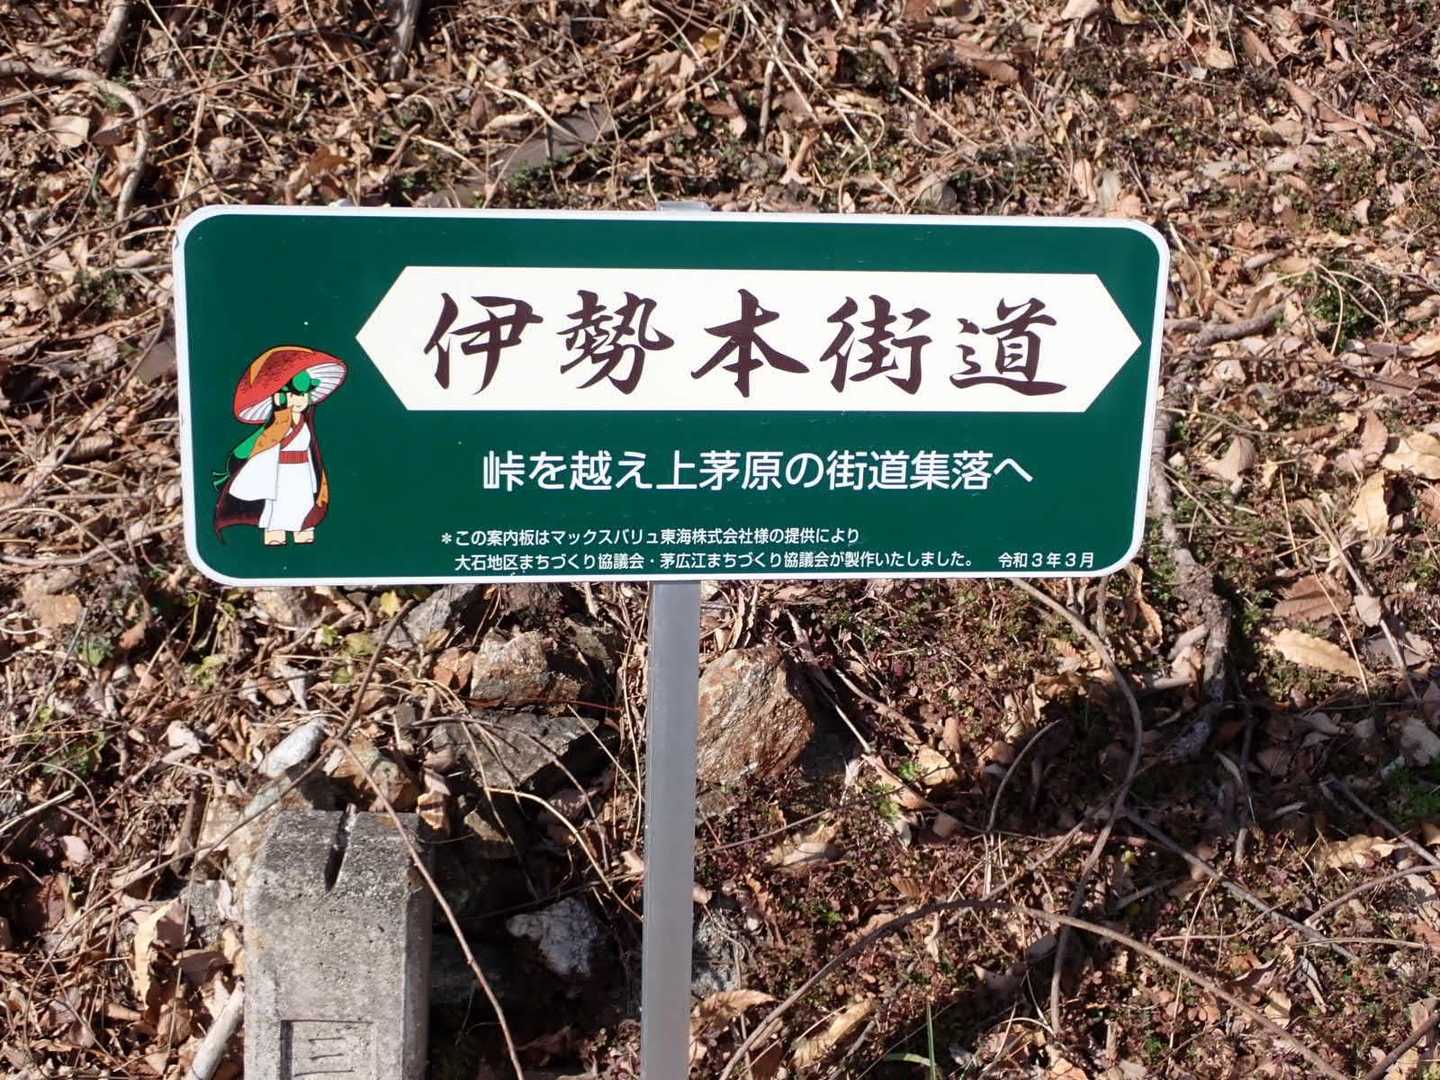 伊勢本街道
峠を越え上茅原の街道集落へ
＊この案内板はマックスバリュ東海株式会社様の提供により
大石地区まちづくり協議会・茅広江まちづくり協議会が製作いたしました。 令和３年３月